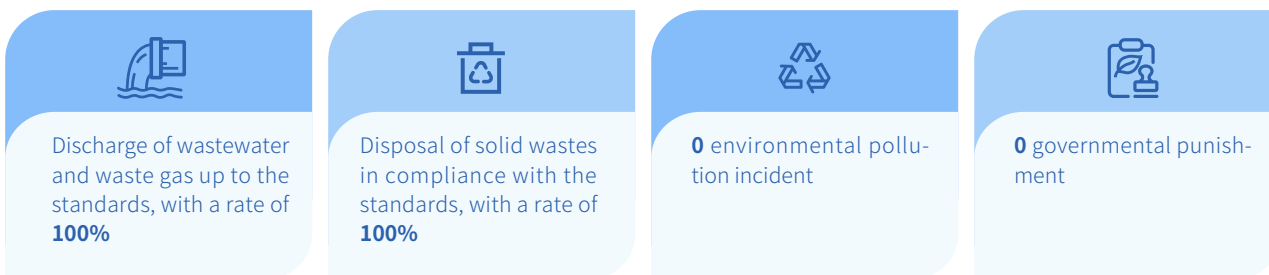 Discharge of wastewater
and waste gas up to the
standards, with a rate of
100%
Disposal of solid wastes
in compliance with the
standards, with a rate of
100%
0 environmental pollu-
tion incident
0 governmental punish-
ment